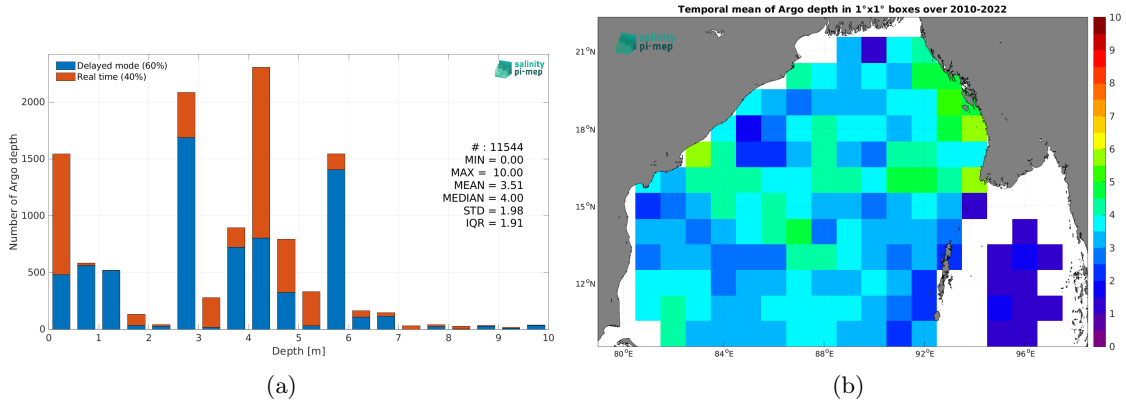 Delayed mode (60%)
Real time (40%)
salinity
pi-mep
2000
1500
1000
500
0
Number of Argo depth
# : 11544
MIN = 0.00
MAX = 10.00
MEAN = 3.51
MEDIAN = 4.00
STD = 1.98
IQR = 1.91
0 1 2 3 4 5 6 7 8 9 10
Depth [m]
(a)
Temporal mean of Argo depth in 1°x1° boxes over 2010-2022
salinity
pi-mep
21°N
18°N
15°N
12°N
80°E 84°E 88°E 92°E 96°E
10
9
8
7
6
5
4
3
2
1
0
(b)